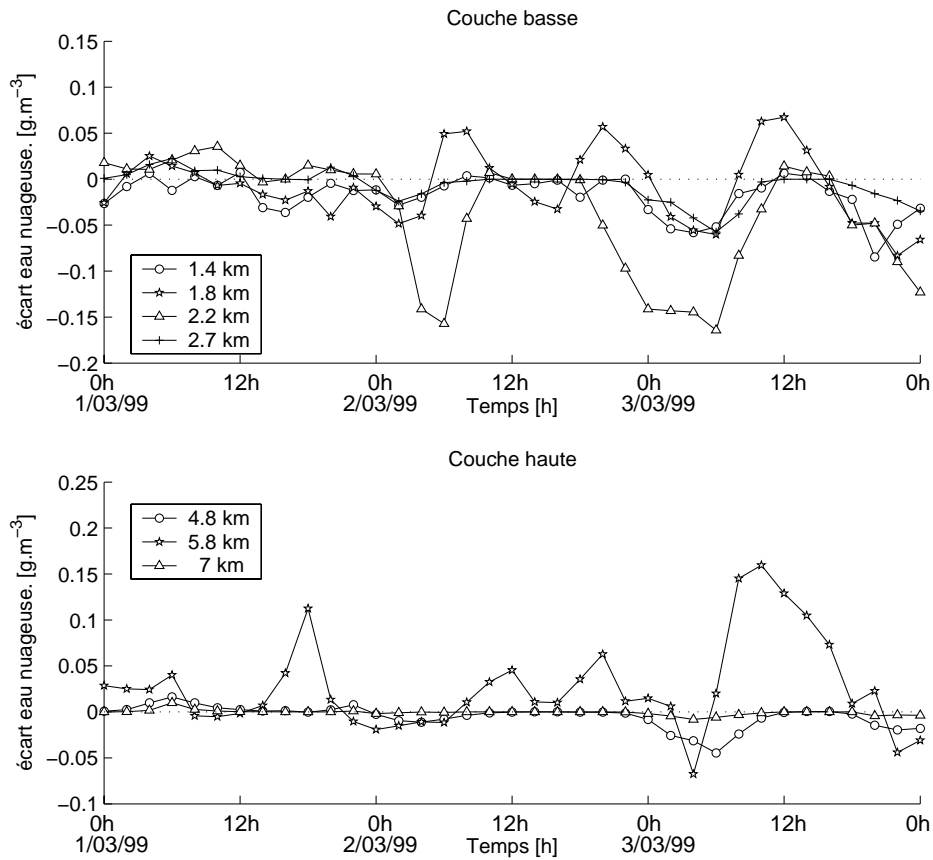 Couche basse
écart eau nuageuse. [g.m−3]
0.15
0.1
0.05
0
−0.05
−0.1
−0.15
−0.2
1.4 km
1.8 km
2.2 km
2.7 km
0h 12h 0h 12h 0h 12h 0h
1/03/99 2/03/99 Temps [h] 3/03/99
Couche haute
écart eau nuageuse. [g.m−3]
0.25
0.2
0.15
0.1
0.05
0
−0.05
−0.1
4.8 km
5.8 km
7 km
0h 12h 0h 12h 0h 12h 0h
1/03/99 2/03/99 Temps [h] 3/03/99